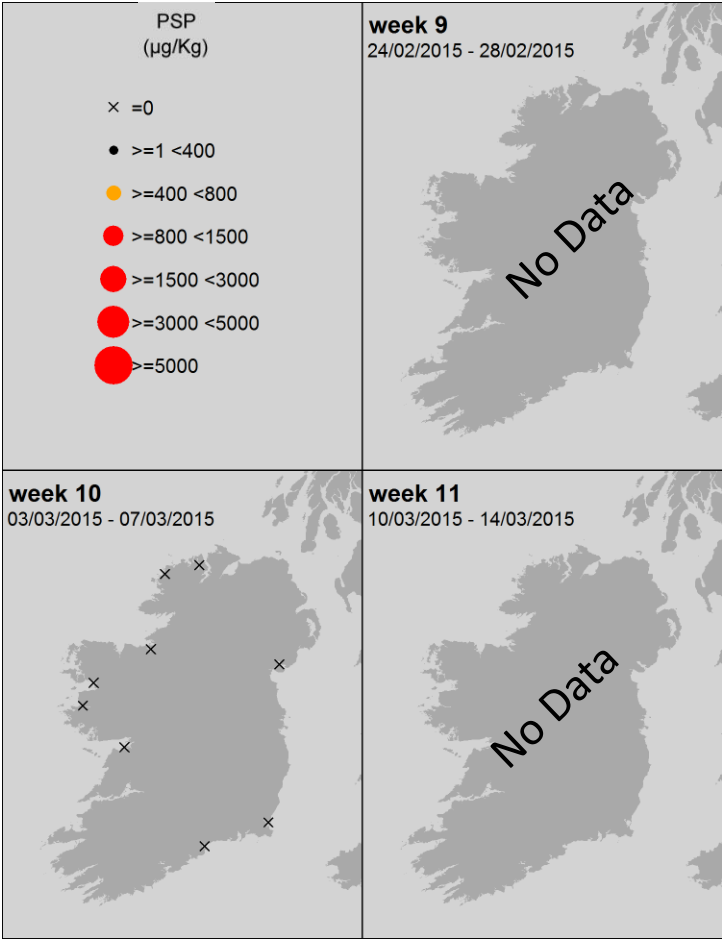 PSP
(µg/Kg)
=0
>=1 <400
>=400 <800
>=800 <1500
>=1500 <3000
>=3000 <5000
>=5000
week 9
24/02/2015 - 28/02/2015
No Data
week 10
03/03/2015 - 07/03/2015
week 11
10/03/2015 - 14/03/2015
No Data